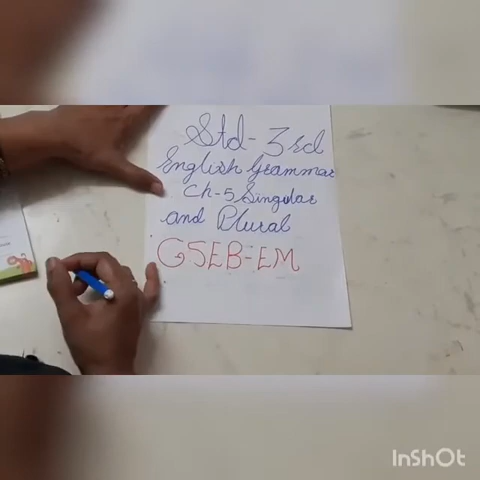 Std-3rd
English Grammar
Ch-5 Singular
and Plural
GSEB-EM
InShOt